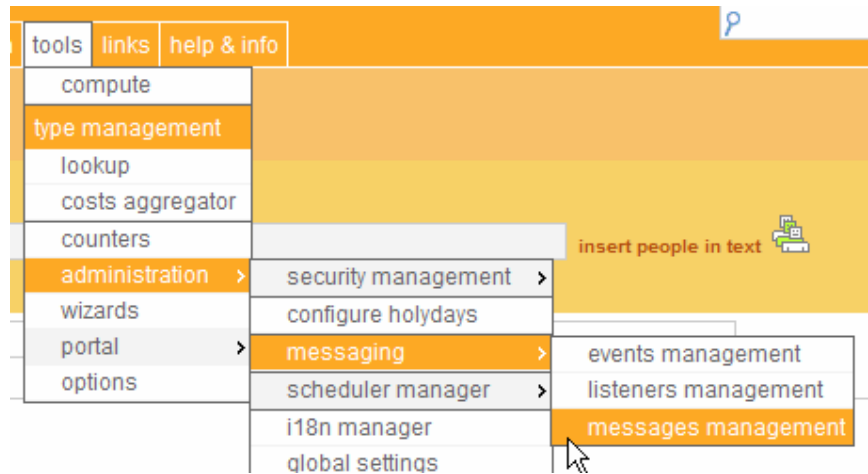 tools links help & info
compute
type management
lookup
costs aggregator
counters
insert people in text
administration
security management
wizards
configure holydays
portal
messaging
events management
options
scheduler manager
listeners management
i18n manager
messages management
global settings